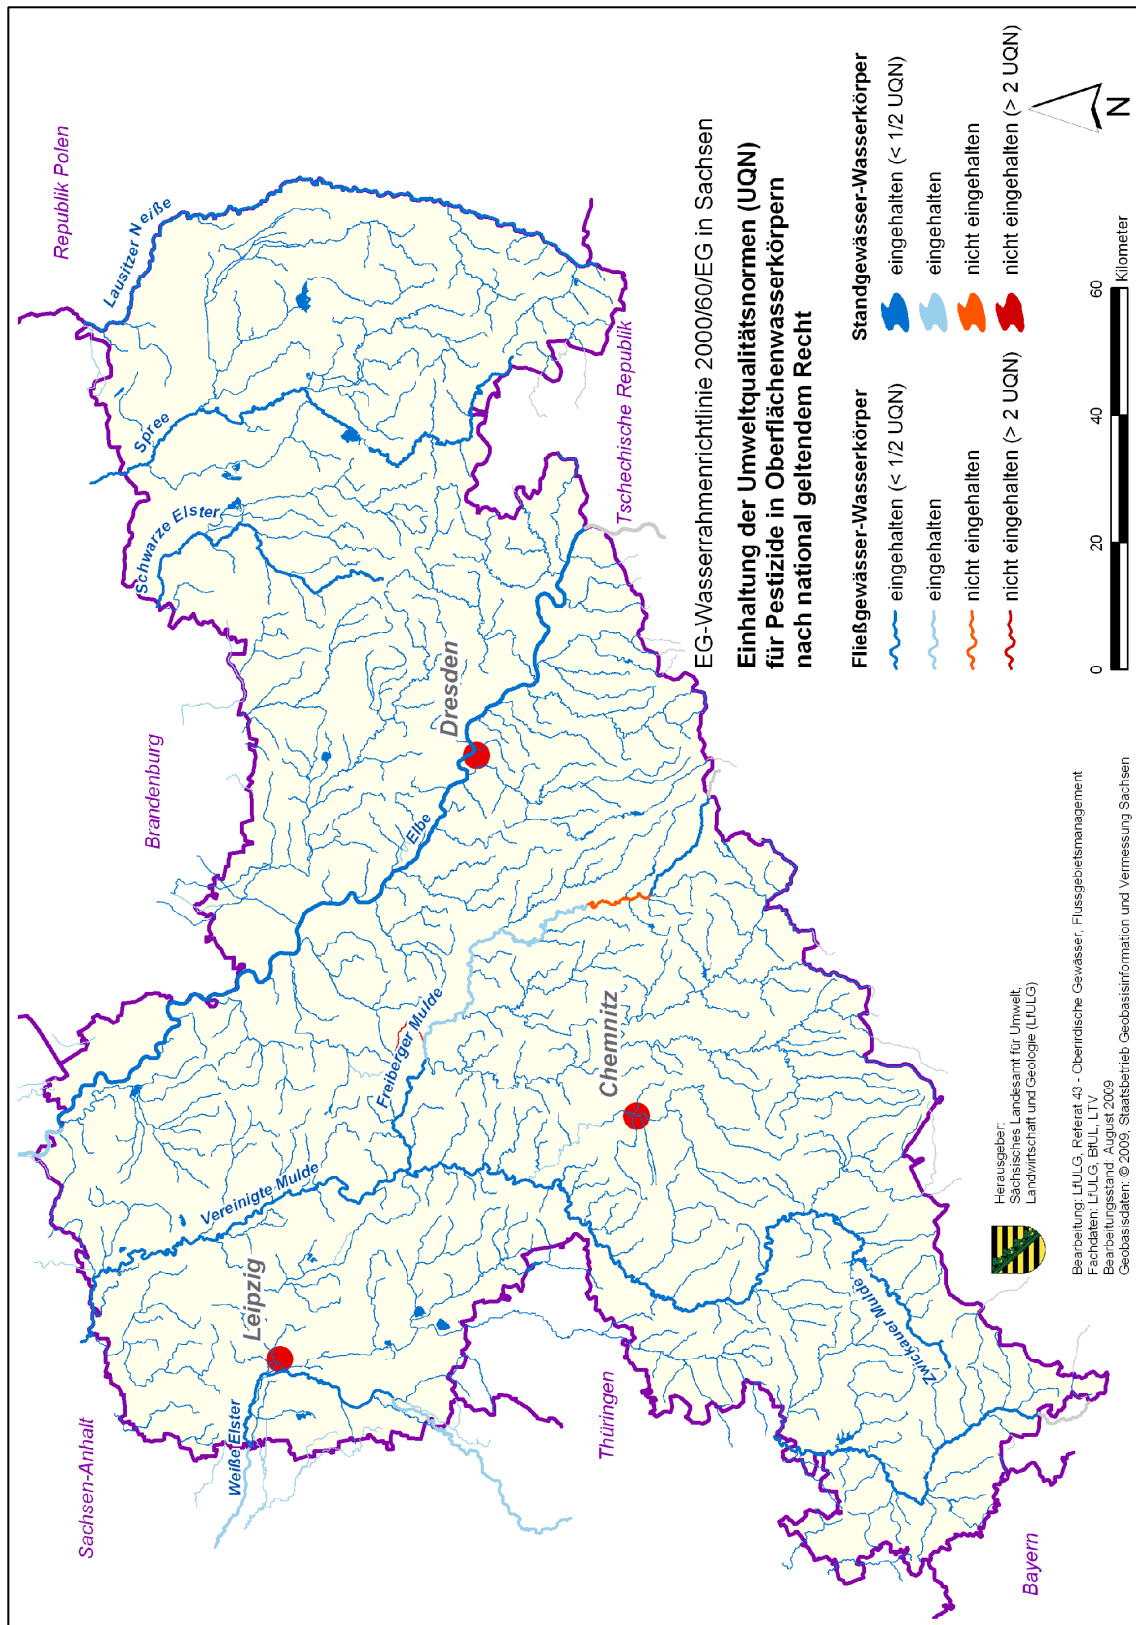 Sachsen-Anhalt
Brandenburg
Republik Polen
Lausitzer Neiße
Spree
Schwarze Elster
Tschechische Republik
Dresden
Elbe
Freiberger Mulde
Chemnitz
Vereinigte Mulde
Leipzig
Weiße Elster
Thüringen
Zwickauer Mulde
Bayern
EG-Wasserrahmenrichtlinie 2000/60/EG in Sachsen
Einhaltung der Umweltqualitätsnormen (UQN)
für Pestizide in Oberflächenwasserkörpern
nach national geltendem Recht
Fließgewässer-Wasserkörper
eingehalten (< 1/2 UQN)
eingehalten
nicht eingehalten
nicht eingehalten (> 2 UQN)
Standgewässer-Wasserkörper
eingehalten (< 1/2 UQN)
eingehalten
nicht eingehalten
nicht eingehalten (> 2 UQN)
0 20 40 60
Kilometer
N
Herausgeber:
Sächsisches Landesamt für Umwelt,
Landwirtschaft und Geologie (LfULG)
Bearbeitung: LfULG, Referat 43 - Oberirdische Gewässer, Flussgebietsmanagement
Fachdaten: LfULG, BfUL, LTV
Bearbeitungsstand: August 2009
Geobasisdaten: © 2009, Staatsbetrieb Geobasisinformation und Vermessung Sachsen